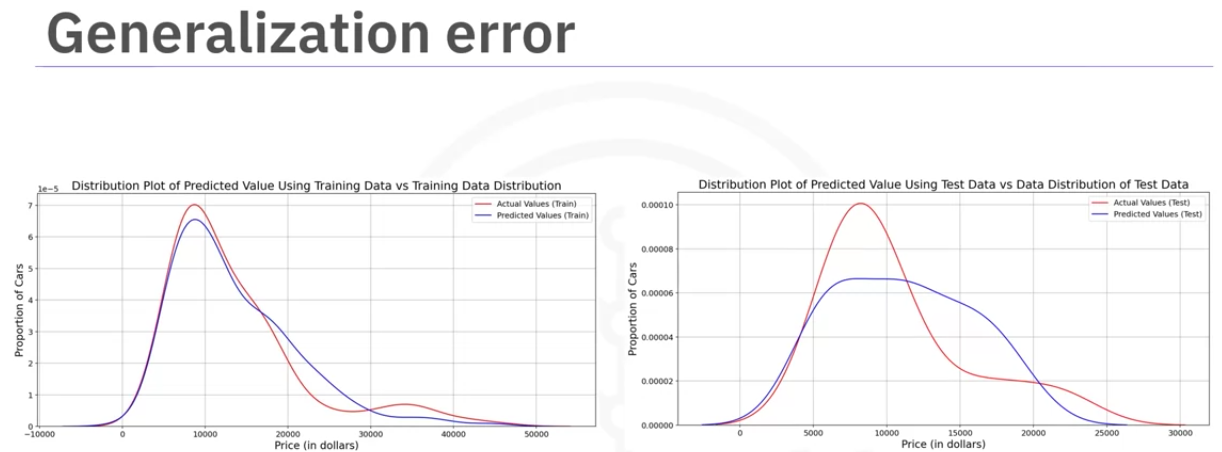 Generalization error
1e−5
Distribution Plot of Predicted Value Using Training Data vs Training Data Distribution
Actual Values (Train)
Predicted Values (Train)
7
6
5
4
3
2
1
0
Proportion of Cars
−10000 0 10000 20000 30000 40000 50000
Price (in dollars)
Distribution Plot of Predicted Value Using Test Data vs Data Distribution of Test Data
Actual Values (Test)
Predicted Values (Test)
0.00010
0.00008
0.00006
0.00004
0.00002
0.00000
Proportion of Cars
0 5000 10000 15000 20000 25000 30000
Price (in dollars)